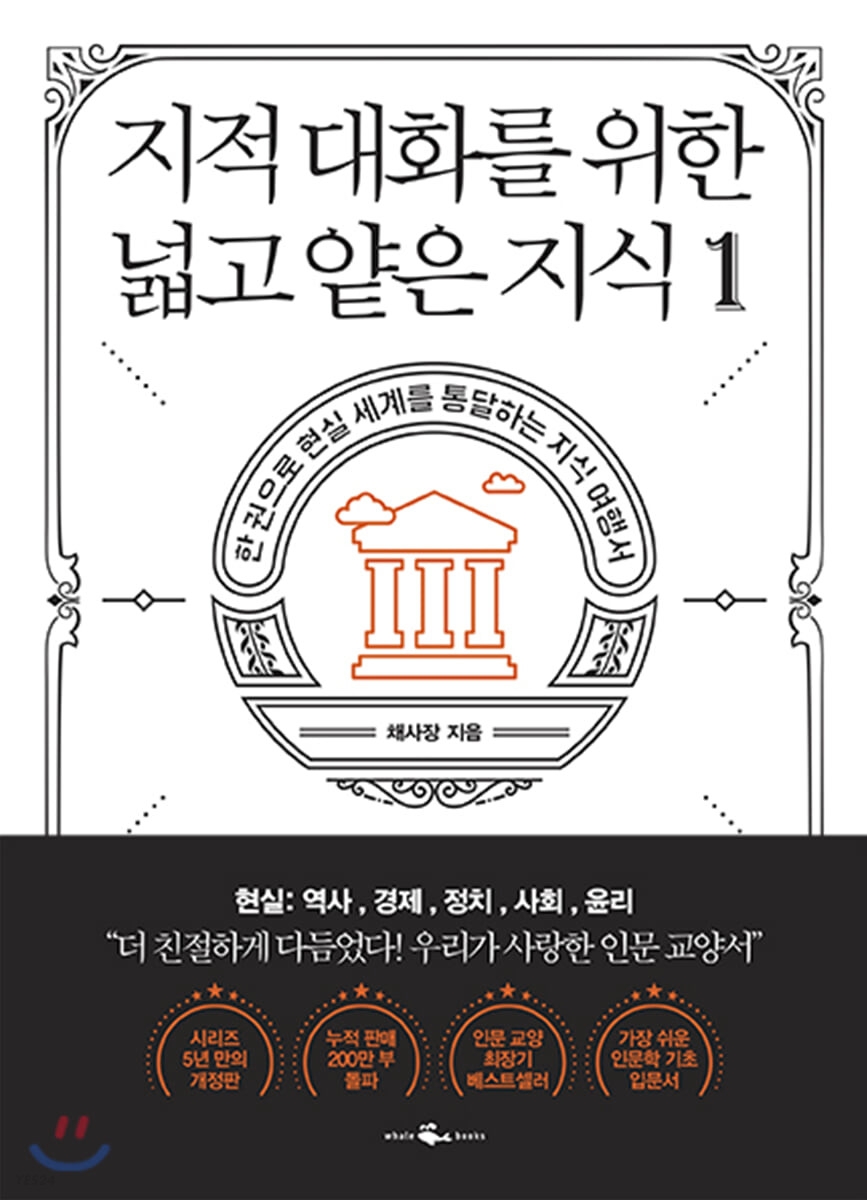 지적 대화를 위한
넓고 얕은 지식 1
한 권으로 현실 세계를 통달하는 지식 여행서
채사장 지음
현실: 역사 , 경제 , 정치 , 사회 , 윤리
“더 친절하게 다듬었다! 우리가 사랑한 인문 교양서”
시리즈
5년 만의
개정판
누적 판매
200만 부
돌파
인문 교양
최장기
베스트셀러
가장 쉬운
인문학 기초
입문서
whale books